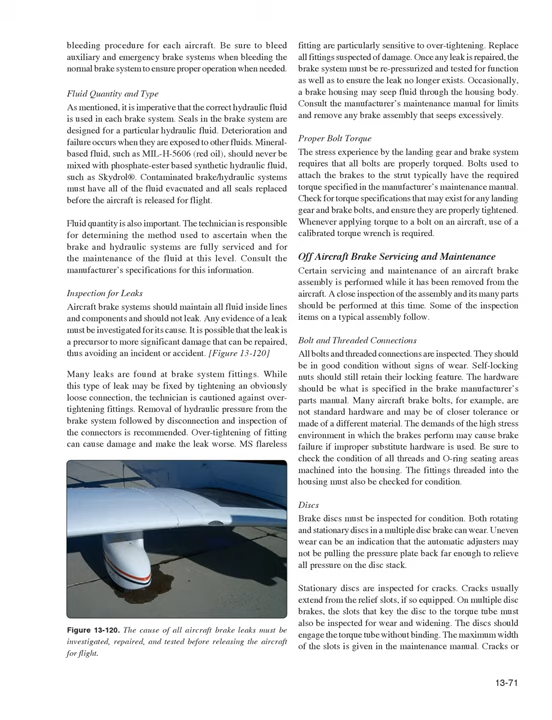 bleeding procedure for each aircraft. Be sure to bleed
auxiliary and emergency brake systems when bleeding the
normal brake system to ensure proper operation when needed.
Fluid Quantity and Type
As mentioned, it is imperative that the correct hydraulic fluid
is used in each brake system. Seals in the brake system are
designed for a particular hydraulic fluid. Deterioration and
failure occurs when they are exposed to other fluids. Mineral-
based fluid, such as MIL-H-5606 (red oil), should never be
mixed with phosphate-ester based synthetic hydraulic fluid,
such as Skydrol®. Contaminated brake/hydraulic systems
must have all of the fluid evacuated and all seals replaced
before the aircraft is released for flight.
Fluid quantity is also important. The technician is responsible
for determining the method used to ascertain when the
brake and hydraulic systems are fully serviced and for
the maintenance of the fluid at this level. Consult the
manufacturer's specifications for this information.
Inspection for Leaks
Aircraft brake systems should maintain all fluid inside lines
and components and should not leak. Any evidence of a leak
must be investigated for its cause. It is possible that the leak is
a precursor to more significant damage that can be repaired,
thus avoiding an incident or accident. [Figure 13-120]
Many leaks are found at brake system fittings. While
this type of leak may be fixed by tightening an obviously
loose connection, the technician is cautioned against over-
tightening fittings. Removal of hydraulic pressure from the
brake system followed by disconnection and inspection of
the connectors is recommended. Over-tightening of fitting
can cause damage and make the leak worse. MS flareless
Figure 13-120. The cause of all aircraft brake leaks must be
investigated, repaired, and tested before releasing the aircraft
for flight.
fitting are particularly sensitive to over-tightening. Replace
all fittings suspected of damage. Once any leak is repaired, the
brake system must be re-pressurized and tested for function
as well as to ensure the leak no longer exists. Occasionally,
a brake housing may seep fluid through the housing body.
Consult the manufacturer's maintenance manual for limits
and remove any brake assembly that seeps excessively.
Proper Bolt Torque
The stress experience by the landing gear and brake system
requires that all bolts are properly torqued. Bolts used to
attach the brakes to the strut typically have the required
torque specified in the manufacturer's maintenance manual.
Check for torque specifications that may exist for any landing
gear and brake bolts, and ensure they are properly tightened.
Whenever applying torque to a bolt on an aircraft, use of a
calibrated torque wrench is required.
Off Aircraft Brake Servicing and Maintenance
Certain servicing and maintenance of an aircraft brake
assembly is performed while it has been removed from the
aircraft. A close inspection of the assembly and its many parts
should be performed at this time. Some of the inspection
items on a typical assembly follow.
Bolt and Threaded Connections
All bolts and threaded connections are inspected. They should
be in good condition without signs of wear. Self-locking
nuts should still retain their locking feature. The hardware
should be what is specified in the brake manufacturer's
parts manual. Many aircraft brake bolts, for example, are
not standard hardware and may be of closer tolerance or
made of a different material. The demands of the high stress
environment in which the brakes perform may cause brake
failure if improper substitute hardware is used. Be sure to
check the condition of all threads and O-ring seating areas
machined into the housing. The fittings threaded into the
housing must also be checked for condition.
Discs
Brake discs must be inspected for condition. Both rotating
and stationary discs in a multiple disc brake can wear. Uneven
wear can be an indication that the automatic adjusters may
not be pulling the pressure plate back far enough to relieve
all pressure on the disc stack.
Stationary discs are inspected for cracks. Cracks usually
extend from the relief slots, if so equipped. On multiple disc
brakes, the slots that key the disc to the torque tube must
also be inspected for wear and widening. The discs should
engage the torque tube without binding. The maximum width
of the slots is given in the maintenance manual. Cracks or
13-71